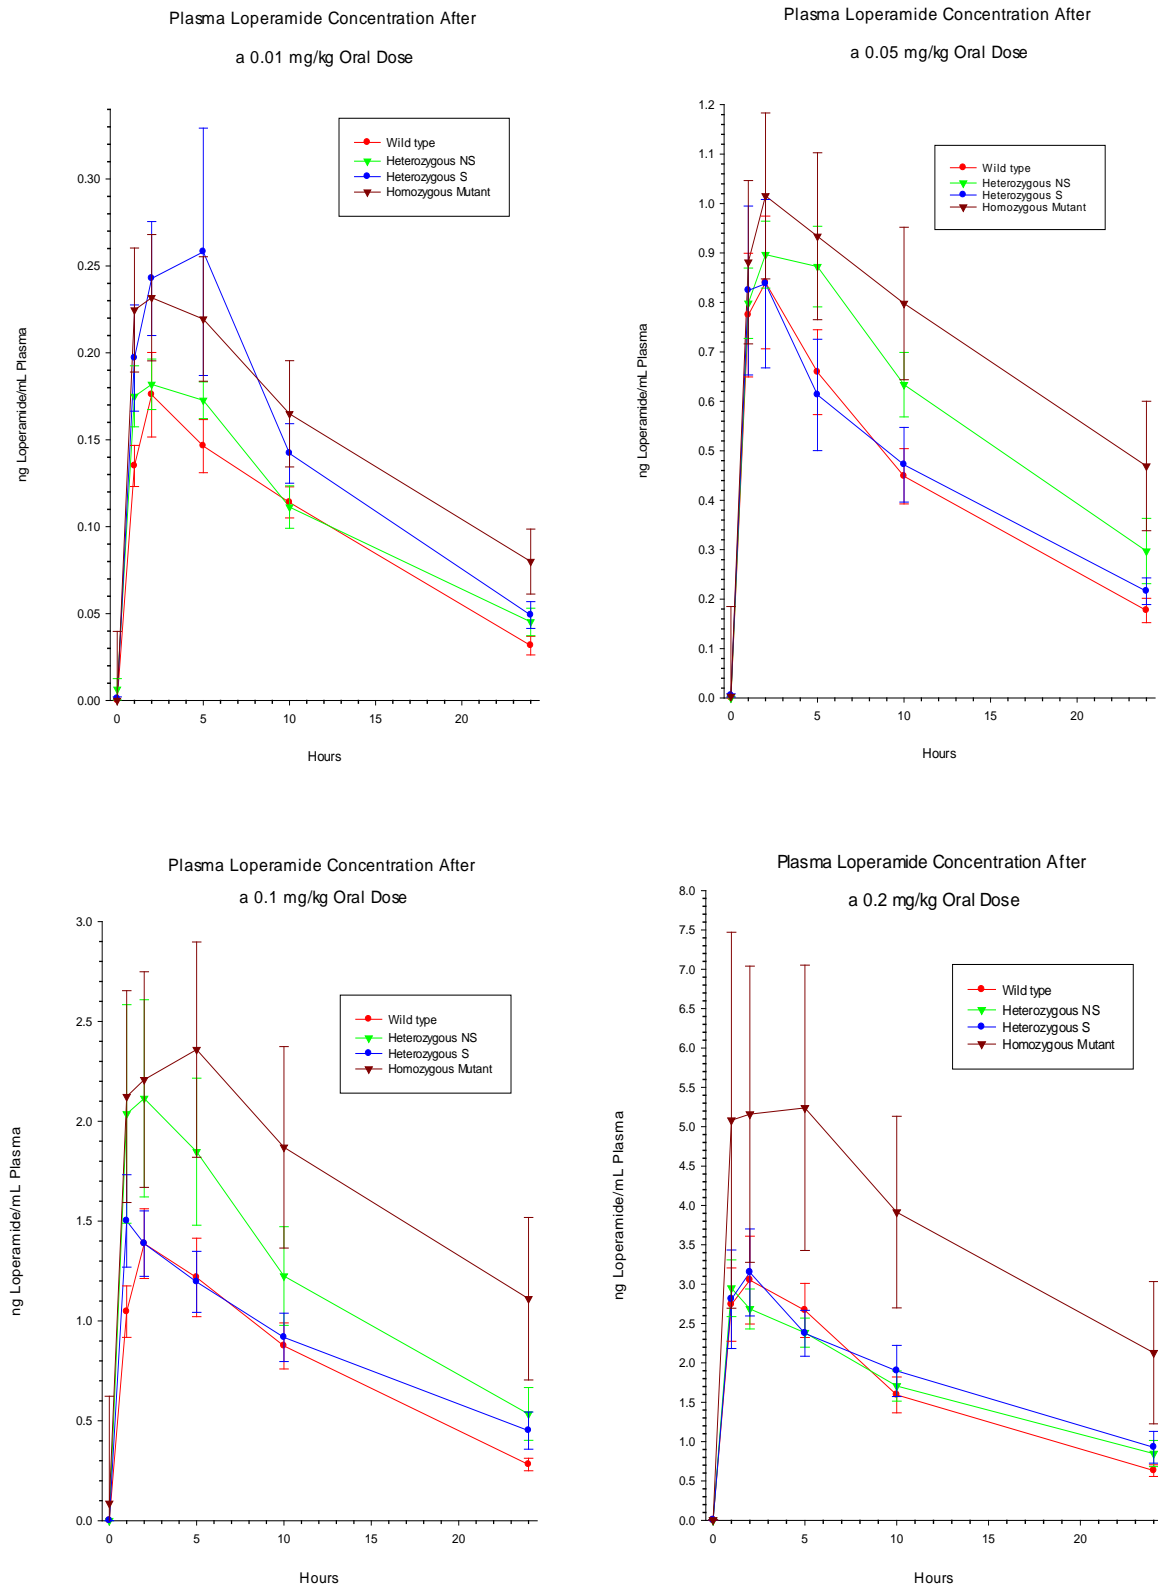 Plasma Loperamide Concentration After
a 0.01 mg/kg Oral Dose
ng Loperamide/mL Plasma
0.30
0.25
0.20
0.15
0.10
0.05
0.00
Wild type
Heterozygous NS
Heterozygous S
Homozygous Mutant
0 5 10 15 20
Hours
Plasma Loperamide Concentration After
a 0.05 mg/kg Oral Dose
ng Loperamide/mL Plasma
1.2
1.1
1.0
0.9
0.8
0.7
0.6
0.5
0.4
0.3
0.2
0.1
0.0
Wild type
Heterozygous NS
Heterozygous S
Homozygous Mutant
0 5 10 15 20
Hours
Plasma Loperamide Concentration After
a 0.1 mg/kg Oral Dose
ng Loperamide/mL Plasma
3.0
2.5
2.0
1.5
1.0
0.5
0.0
Wild type
Heterozygous NS
Heterozygous S
Homozygous Mutant
0 5 10 15 20
Hours
Plasma Loperamide Concentration After
a 0.2 mg/kg Oral Dose
ng Loperamide/mL Plasma
8.0
7.5
7.0
6.5
6.0
5.5
5.0
4.5
4.0
3.5
3.0
2.5
2.0
1.5
1.0
0.5
0.0
Wild type
Heterozygous NS
Heterozygous S
Homozygous Mutant
0 5 10 15 20
Hours